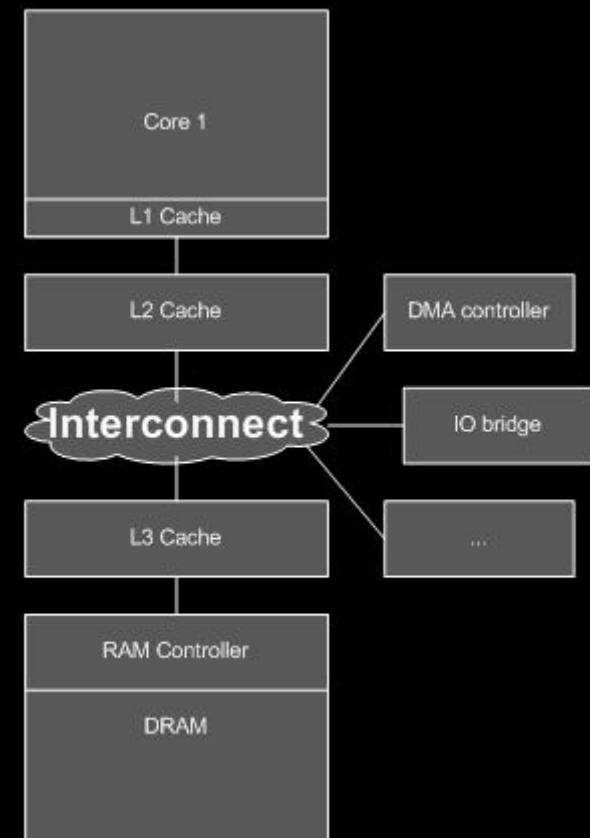 Core 1
L1 Cache
L2 Cache
DMA controller
Interconnect
IO bridge
L3 Cache
...
RAM Controller
DRAM